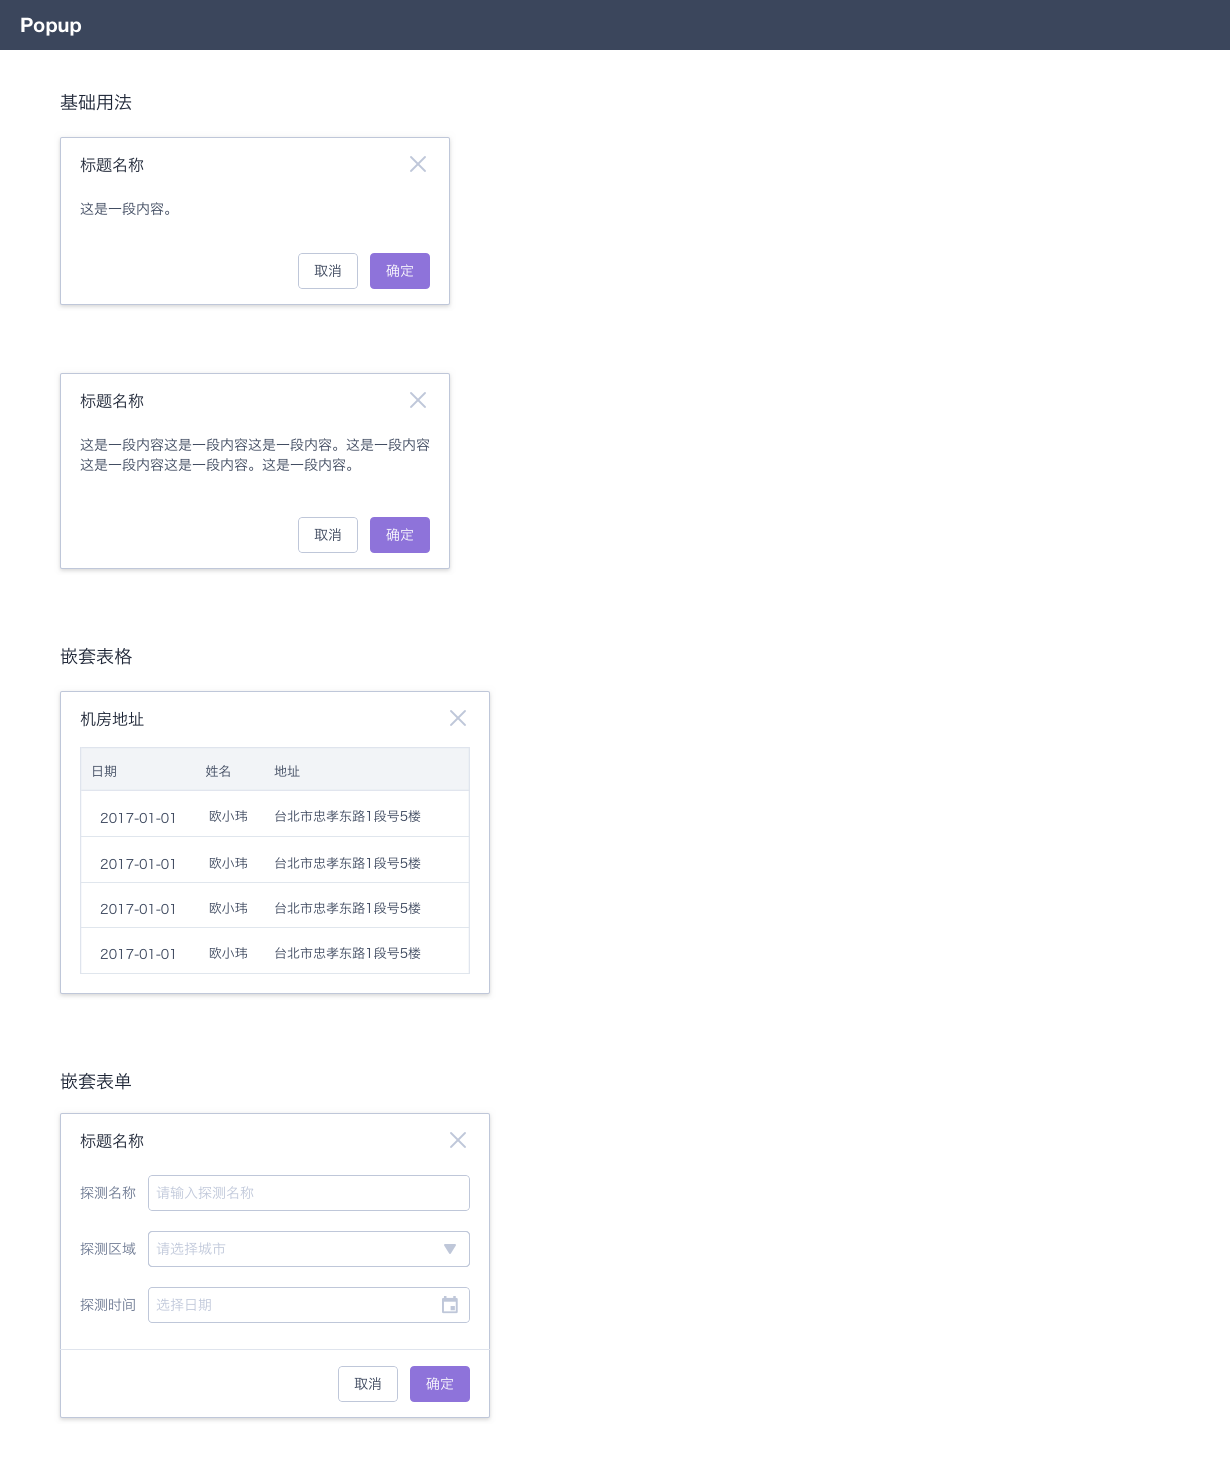 Popup
基础用法
标题名称
这是一段内容。
取消 确定
标题名称
这是一段内容这是一段内容这是一段内容。这是一段内容
这是一段内容这是一段内容。这是一段内容。
取消 确定
嵌套表格
机房地址
日期 姓名 地址
2017-01-01 欧小玮 台北市忠孝东路1段号5楼
2017-01-01 欧小玮 台北市忠孝东路1段号5楼
2017-01-01 欧小玮 台北市忠孝东路1段号5楼
2017-01-01 欧小玮 台北市忠孝东路1段号5楼
嵌套表单
标题名称
探测名称 请输入探测名称
探测区域 请选择城市
探测时间 选择日期
取消 确定